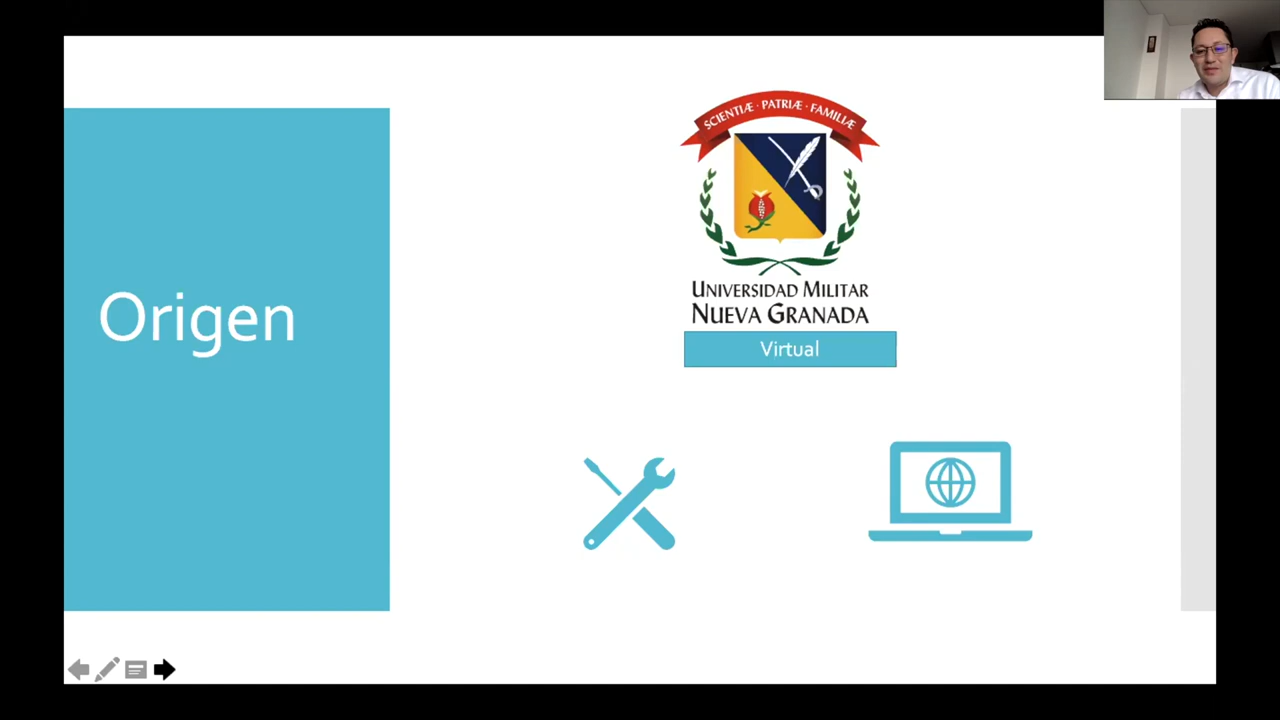 Origen
SCIENTIÆ · PATRIÆ · FAMILIÆ
UNIVERSIDAD MILITAR
NUEVA GRANADA
Virtual